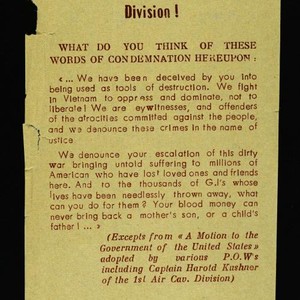 Division !
WHAT DO YOU THINK OF THESE
WORDS OF CONDEMNATION HEREUPON :
« ... We have been deceived by you into
being used as tools of destruction. We fight
in Vietnam to oppress and dominate, not to
liberate! We are eyewitnesses, and offenders
of the atrocities committed against the people,
and we denounce these crimes in the name of
justice
We denounce your escalation of this dirty
war bringing untold suffering to millions of
American who have lost loved ones and friends
here. And to the thousands of G.I's whose
lives have been needlessly thrown away, what
can you do for them ? Your blood money can
never bring back a mother's son, or a child's
father ! ... »
(Excepts from « A Motion to the
Government of the United States »
adopted by various P.O.Ws
including Captain Harold Kashner
of the 1st Air Cav. Division)